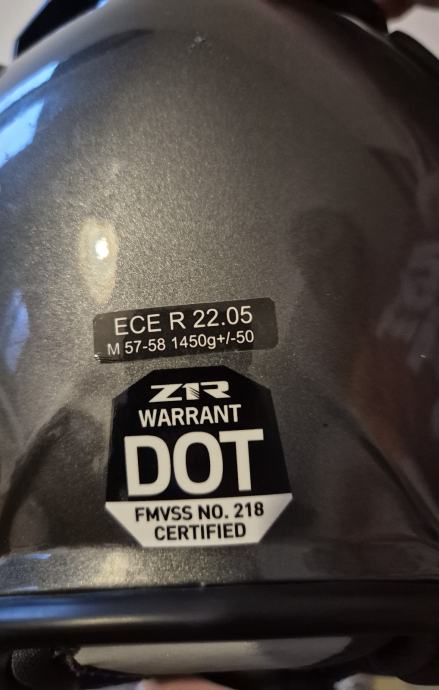 ECE R 22.05
M 57-58 1450g+/-50
Z1R
WARRANT
DOT
FMVSS NO. 218
CERTIFIED